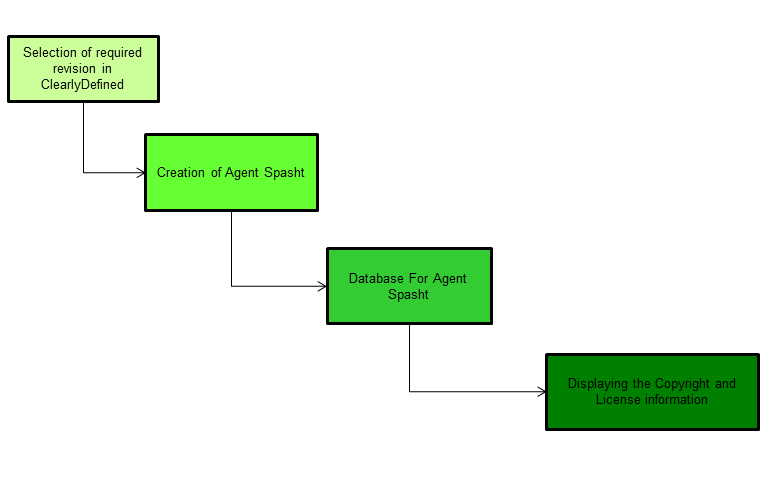 Selection of required
revision in
ClearlyDefined
Creation of Agent Spasht
Database For Agent
Spasht
Displaying the Copyright and
License information